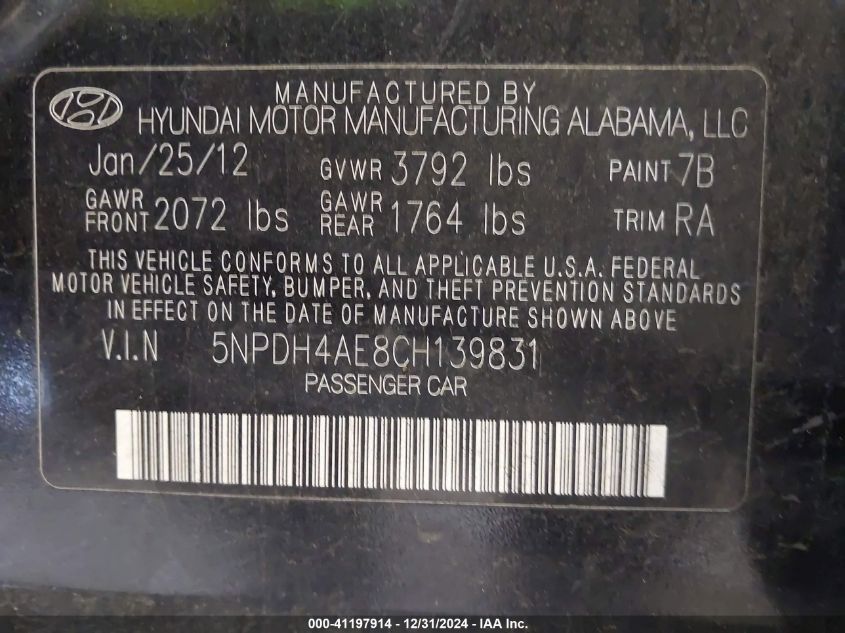 MANUFACTURED BY
HYUNDAI MOTOR MANUFACTURING ALABAMA, LLC
Jan/25/12 GVWR 3792 lbs PAINT 7B
GAWR FRONT 2072 lbs GAWR REAR 1764 lbs TRIM RA
THIS VEHICLE CONFORMS TO ALL APPLICABLE U.S.A. FEDERAL
MOTOR VEHICLE SAFETY, BUMPER, AND THEFT PREVENTION STANDARDS
IN EFFECT ON THE DATE OF MANUFACTURE SHOWN ABOVE
V.I.N 5NPDH4AE8CH139831
PASSENGER CAR
000-41197914 - 12/31/2024 - IAA Inc.